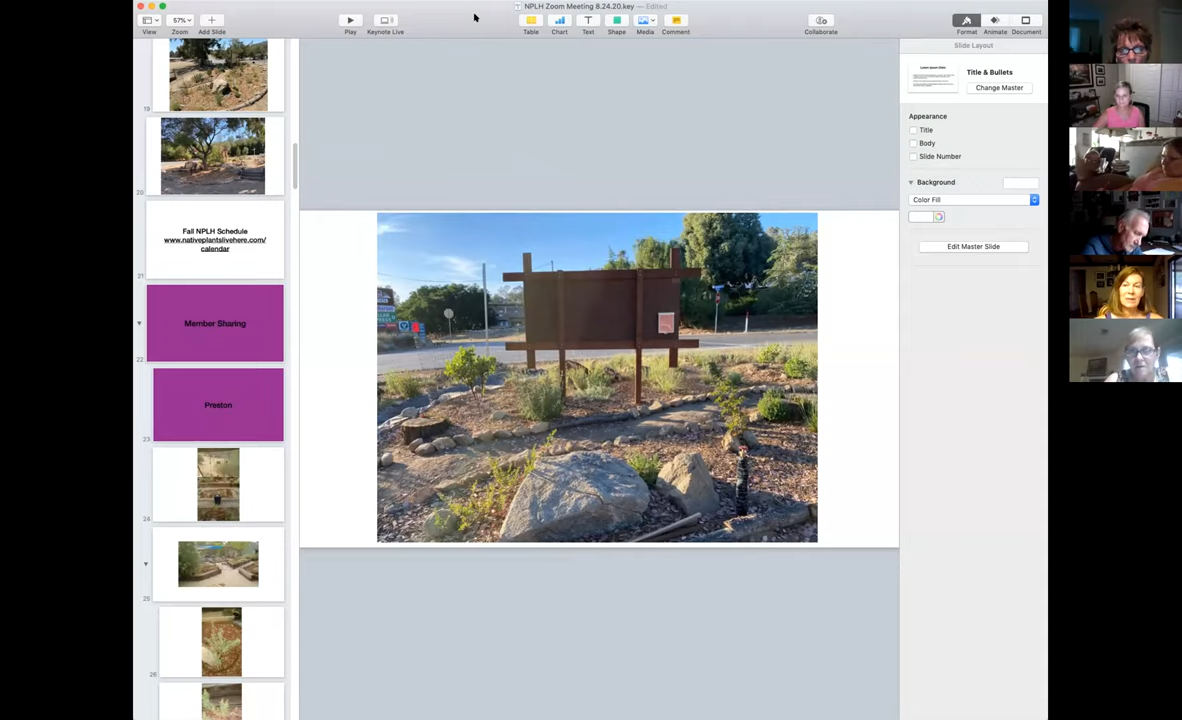 NPLH Zoom Meeting 8.24.20.key — Edited
57%
View
Zoom
Add Slide
Play
Keynote Live
Table
Chart
Text
Shape
Media
Comment
Collaborate
Format
Animate
Document
19
20
Fall NPLH Schedule
www.nativeplantslivehere.com/
calendar
21
Member Sharing
22
Preston
23
24
25
26
Slide Layout
Title & Bullets
Change Master
Appearance
Title
Body
Slide Number
Background
Color Fill
Edit Master Slide